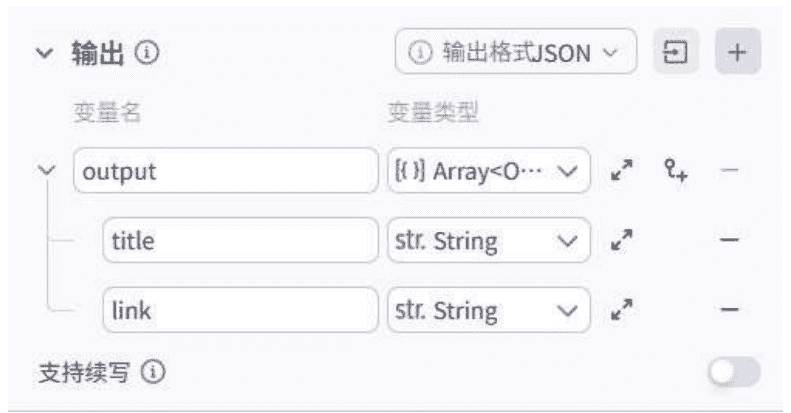 输出 输出格式JSON
变量名 变量类型
output [()] Array<O···
title str. String
link str. String
支持续写